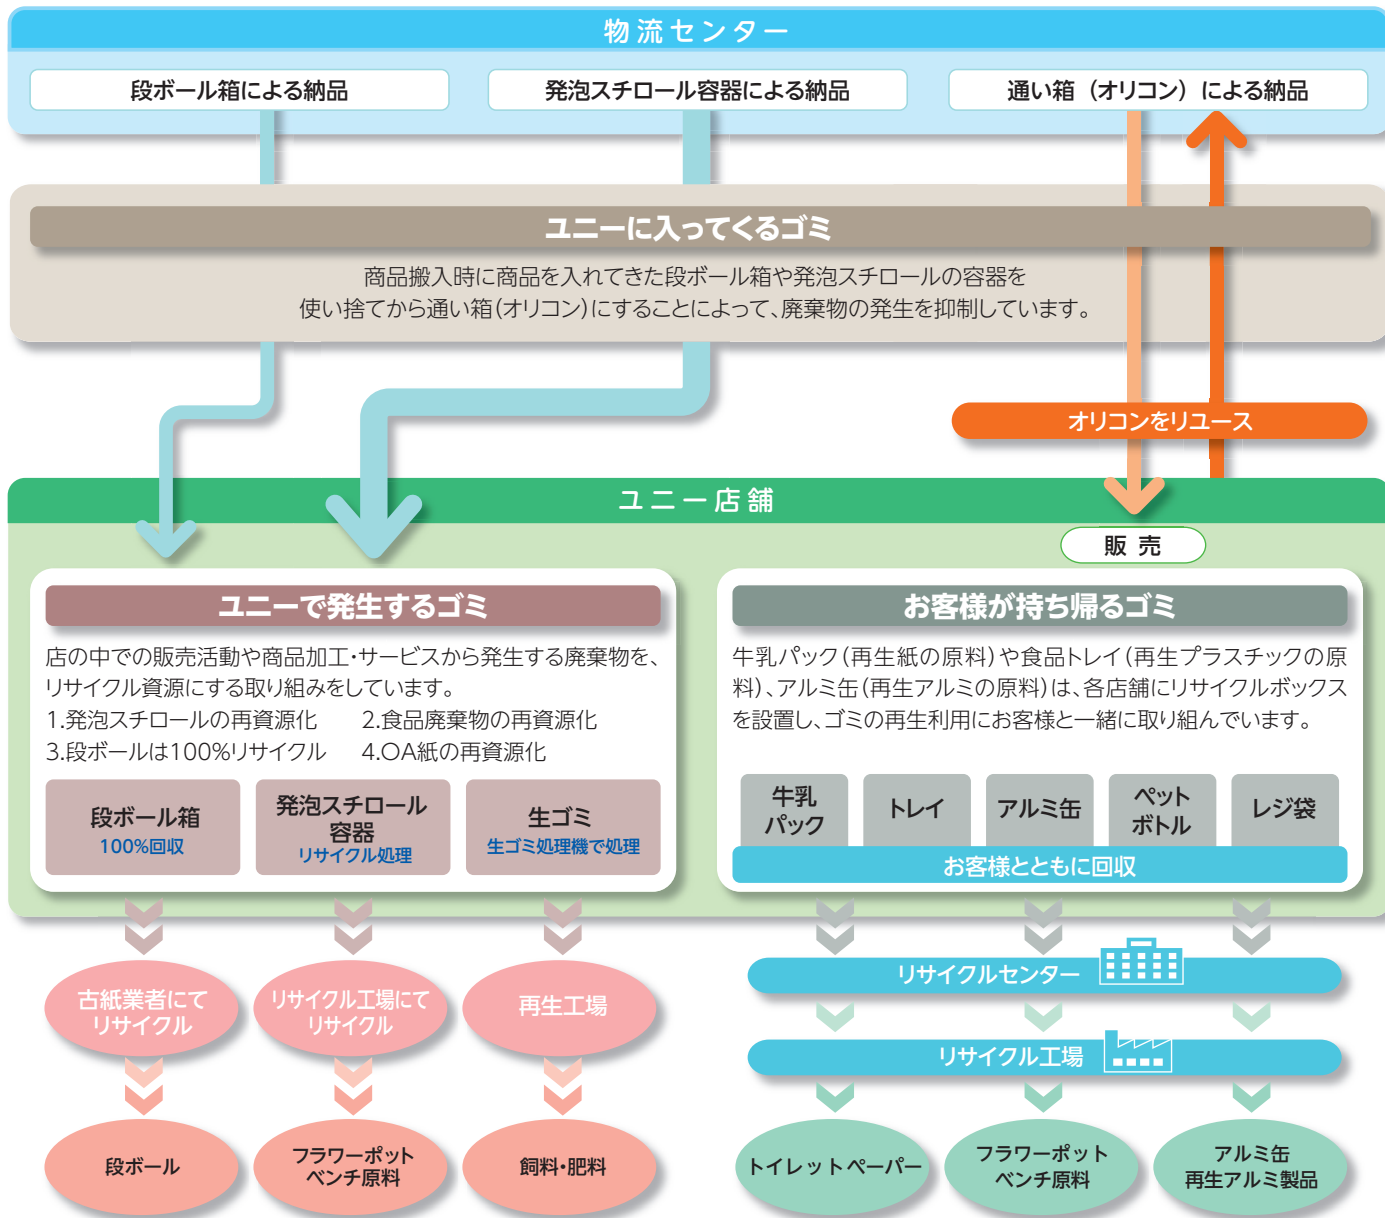 物流センター
段ボール箱による納品
発泡スチロール容器による納品
通い箱（オリコン）による納品
ユニーに入ってくるゴミ
商品搬入時に商品を入れてきた段ボール箱や発泡スチロールの容器を
使い捨てから通い箱（オリコン）にすることによって、廃棄物の発生を抑制しています。
オリコンをリユース
ユニー店舗
販売
ユニーで発生するゴミ
店の中での販売活動や商品加工・サービスから発生する廃棄物を、
リサイクル資源にする取り組みをしています。
1.発泡スチロールの再資源化 2.食品廃棄物の再資源化
3.段ボールは100%リサイクル 4.OA紙の再資源化
段ボール箱
100%回収
発泡スチロール
容器
リサイクル処理
生ゴミ
生ゴミ処理機で処理
お客様が持ち帰るゴミ
牛乳パック（再生紙の原料）や食品トレイ（再生プラスチックの原
料）、アルミ缶（再生アルミの原料）は、各店舗にリサイクルボックス
を設置し、ゴミの再生利用にお客様と一緒に取り組んでいます。
牛乳
パック
トレイ
アルミ缶
ペット
ボトル
レジ袋
お客様とともに回収
古紙業者にて
リサイクル
リサイクル工場にて
リサイクル
再生工場
リサイクルセンター
リサイクル工場
段ボール
フラワーポット
ベンチ原料
飼料・肥料
トイレットペーパー
フラワーポット
ベンチ原料
アルミ缶
再生アルミ製品